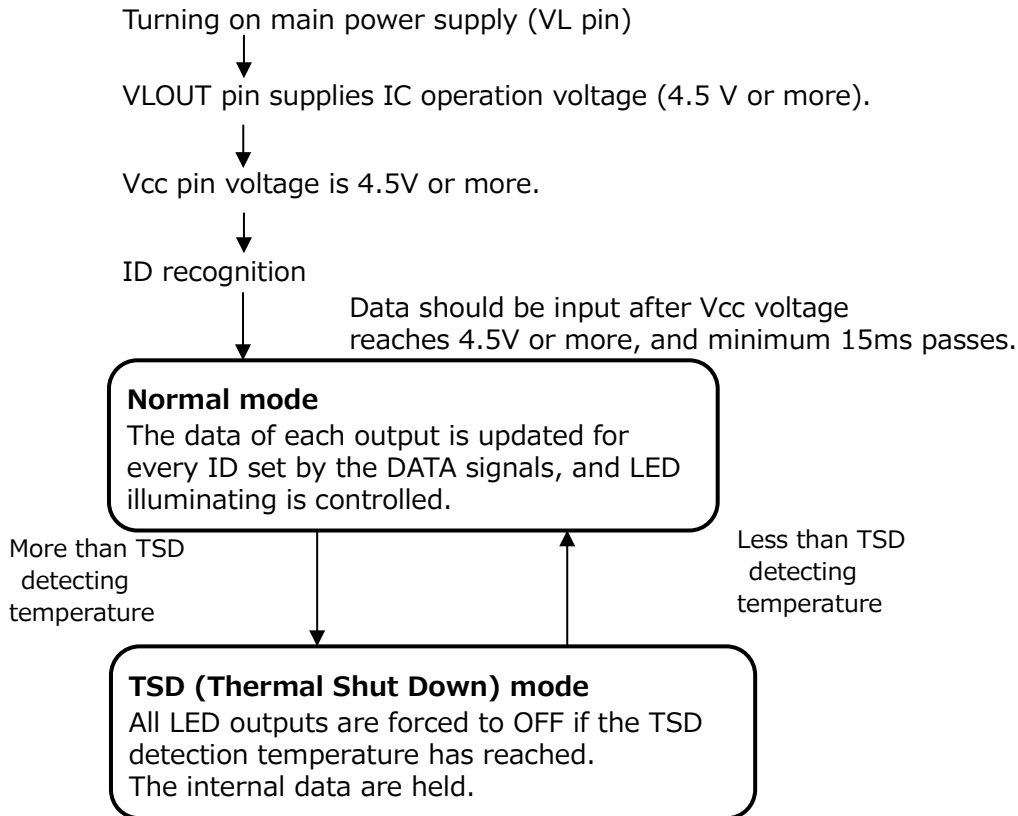 Turning on main power supply (VL pin)
VLOUT pin supplies IC operation voltage (4.5 V or more).
Vcc pin voltage is 4.5V or more.
ID recognition
Data should be input after Vcc voltage
reaches 4.5V or more, and minimum 15ms passes.
Normal mode
The data of each output is updated for
every ID set by the DATA signals, and LED
illuminating is controlled.
More than TSD
detecting
temperature
Less than TSD
detecting
temperature
TSD (Thermal Shut Down) mode
All LED outputs are forced to OFF if the TSD
detection temperature has reached.
The internal data are held.